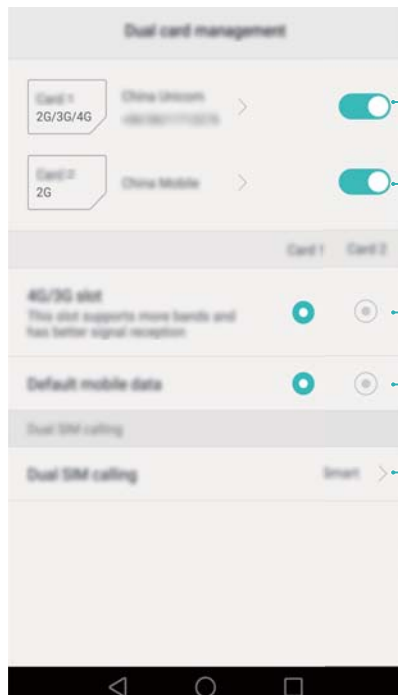 Dual card management
Card 1
2G/3G/4G
China Unicom
Card 2
2G
China Mobile
Card 1 Card 2
4G/3G slot
This slot supports more bands and
has better signal reception
Default mobile data
Dual SIM calling
Dual SIM calling Smart